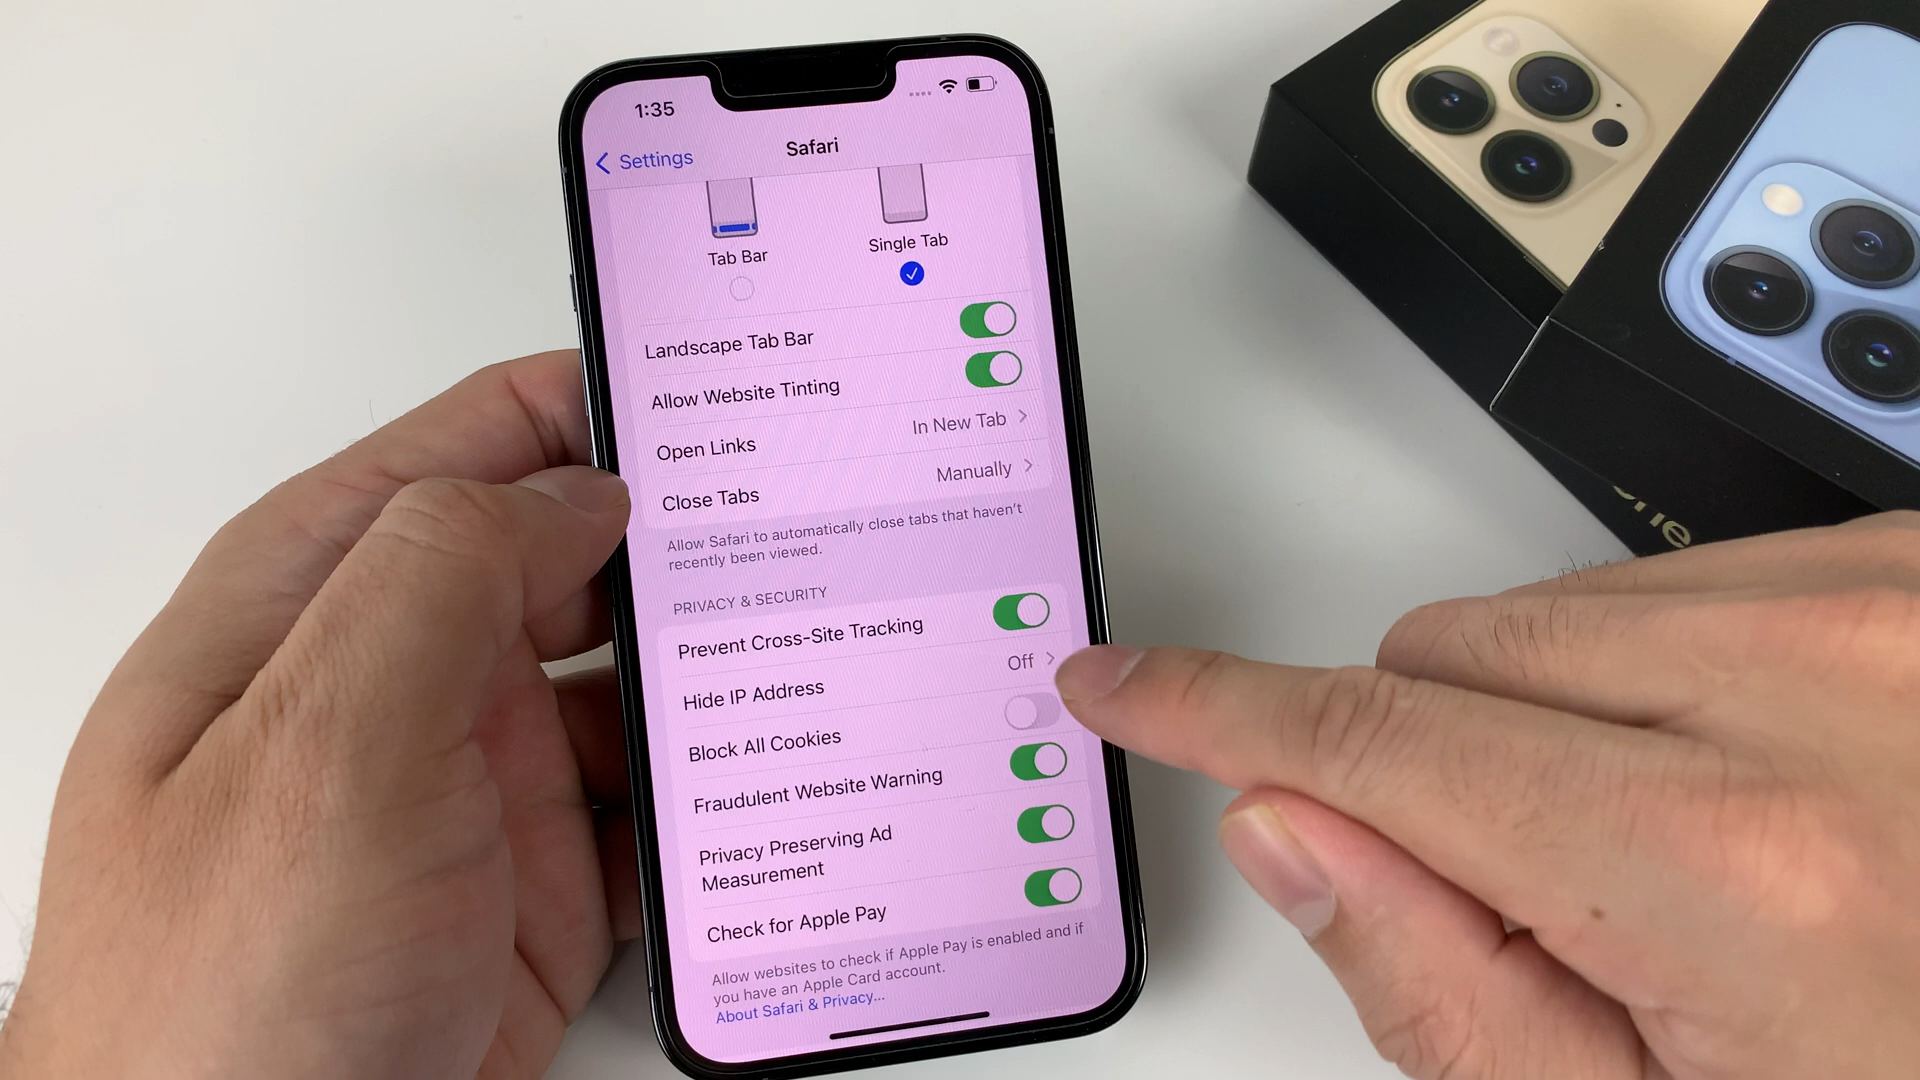 1:35
Settings
Safari
Tab Bar
Single Tab
Landscape Tab Bar
Allow Website Tinting
Open Links
In New Tab
Close Tabs
Manually
Allow Safari to automatically close tabs that haven't
recently been viewed.
PRIVACY & SECURITY
Prevent Cross-Site Tracking
Hide IP Address
Off
Block All Cookies
Fraudulent Website Warning
Privacy Preserving Ad
Measurement
Check for Apple Pay
Allow websites to check if Apple Pay is enabled and if
you have an Apple Card account.
About Safari & Privacy...